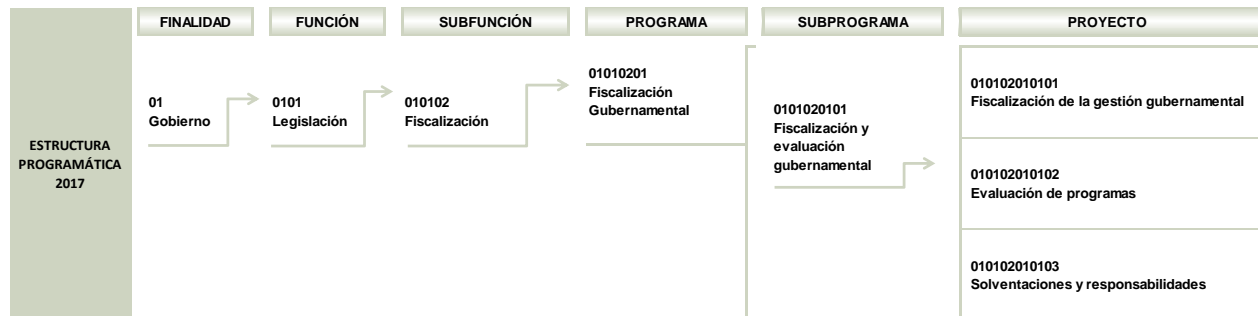 FINALIDAD
FUNCIÓN
SUBFUNCIÓN
PROGRAMA
SUBPROGRAMA
PROYECTO
ESTRUCTURA
PROGRAMÁTICA
2017
01
Gobierno
0101
Legislación
010102
Fiscalización
01010201
Fiscalización
Gubernamental
0101020101
Fiscalización y
evaluación
gubernamental
010102010101
Fiscalización de la gestión gubernamental
010102010102
Evaluación de programas
010102010103
Solventaciones y responsabilidades